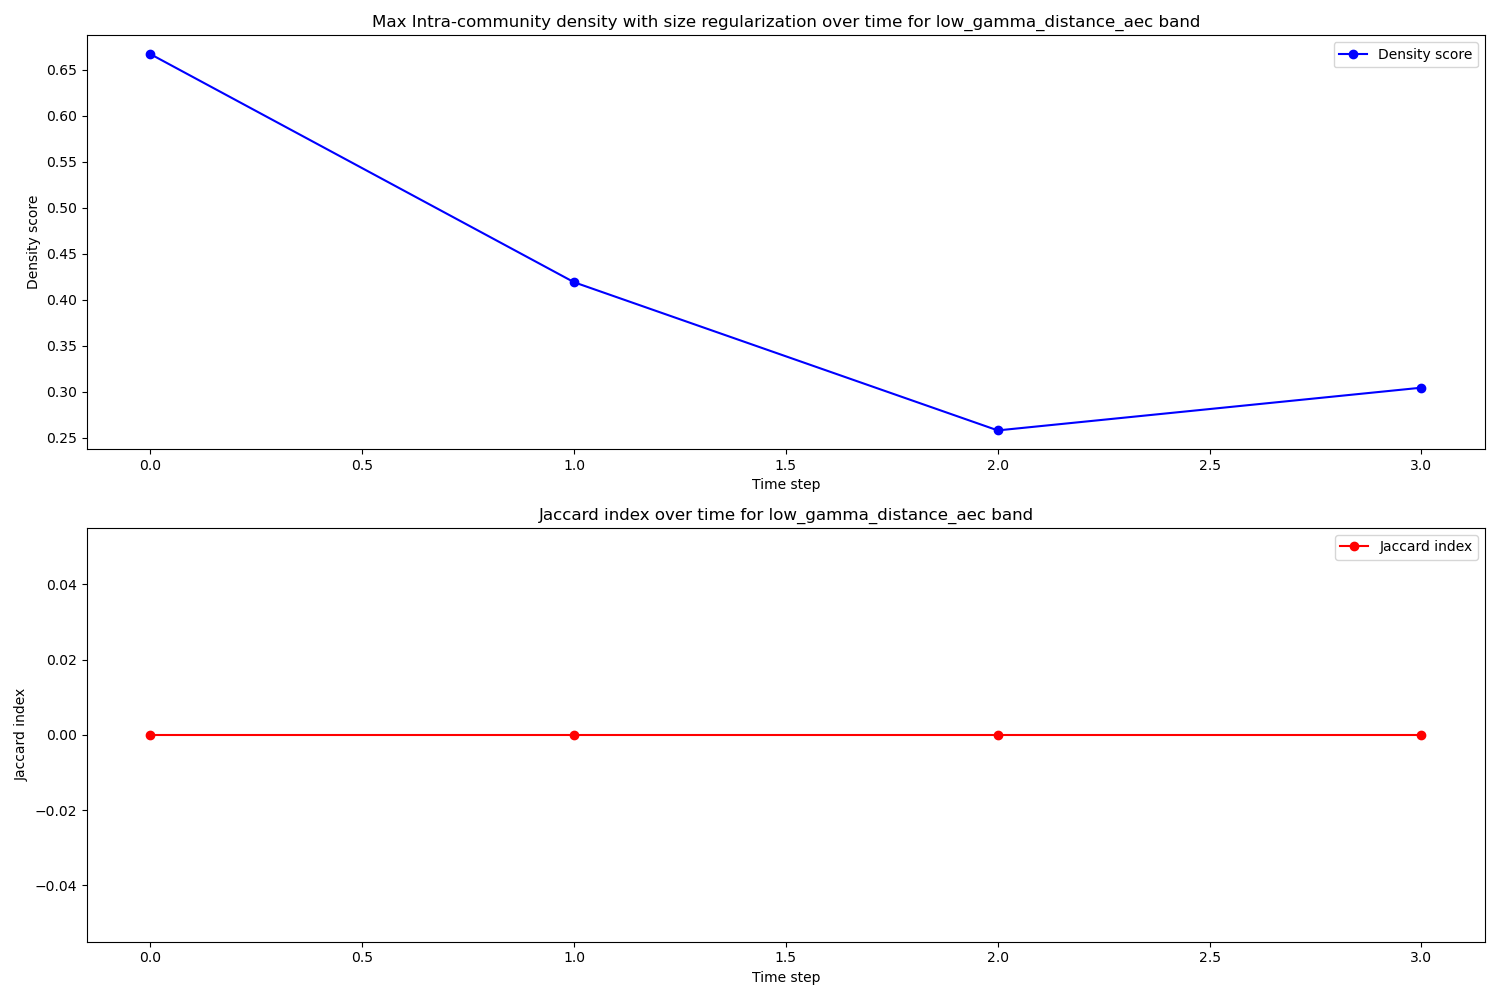 Max Intra-community density with size regularization over time for low_gamma_distance_aec band
Density score
0.65
0.60
0.55
0.50
0.45
0.40
0.35
0.30
0.25
Density score
0.0 0.5 1.0 1.5 2.0 2.5 3.0
Time step
Jaccard index over time for low_gamma_distance_aec band
Jaccard index
0.04
0.02
0.00
−0.02
−0.04
Jaccard index
0.0 0.5 1.0 1.5 2.0 2.5 3.0
Time step